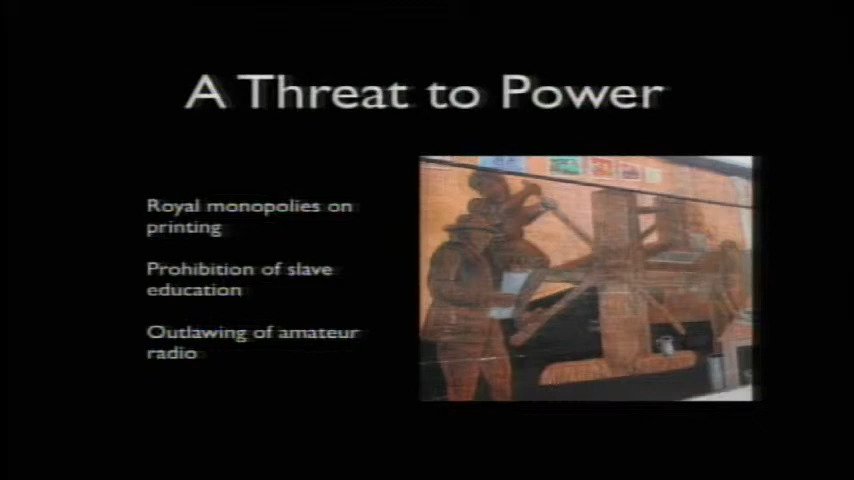 A Threat to Power
Royal monopolies on
printing
Prohibition of slave
education
Outlawing of amateur
radio